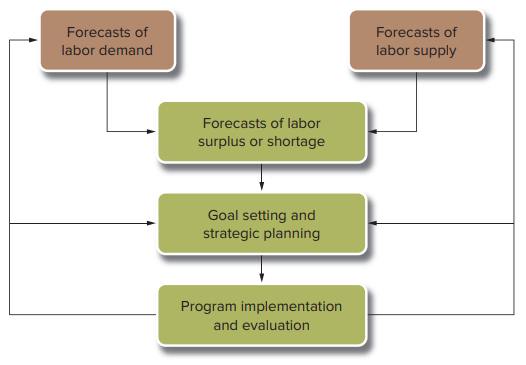 Forecasts of
labor demand
Forecasts of
labor supply
Forecasts of labor
surplus or shortage
Goal setting and
strategic planning
Program implementation
and evaluation